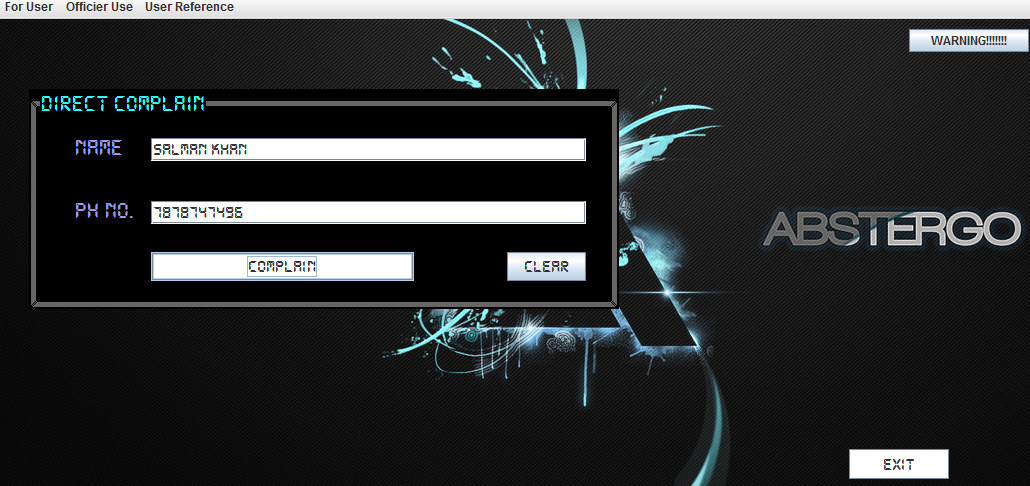 For User Officier Use User Reference
WARNING!!!!!!!
DIRECT COMPLAIN
NAME SALMAN KHAN
PH NO. 7878747496
COMPLAIN CLEAR
ABSTERGO
EXIT